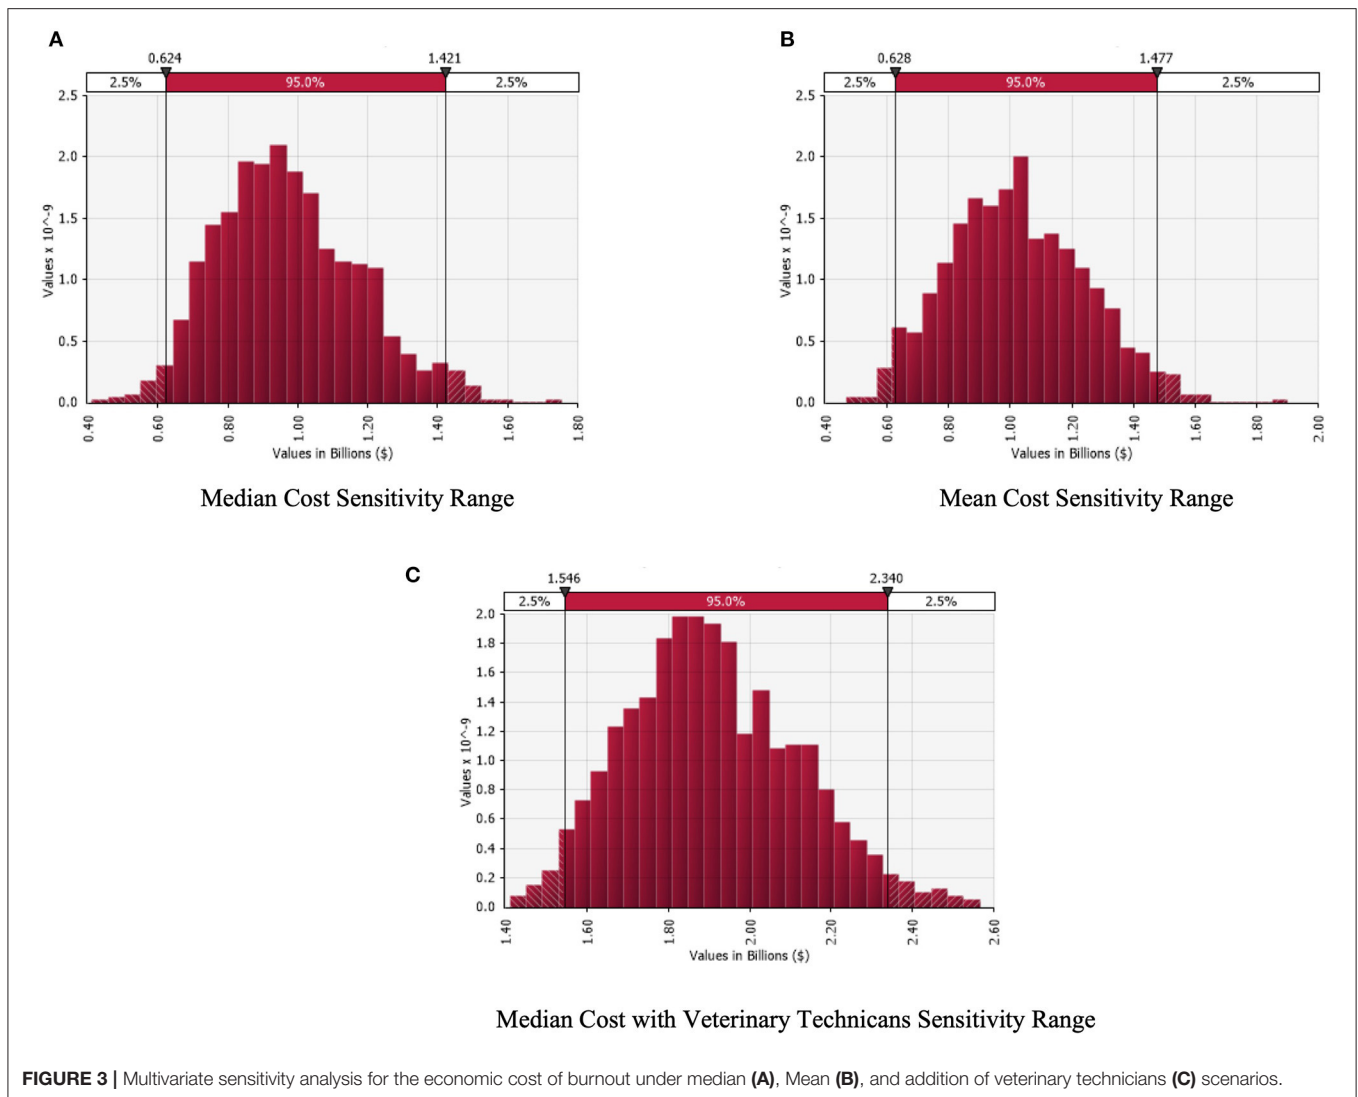 A
0.624 1.421
2.5% 95.0% 2.5%
2.5
2.0
1.5
1.0
0.5
0.0
Values x 10^-9
0.40 0.60 0.80 1.00 1.20 1.40 1.60 1.80
Values in Billions ($)
Median Cost Sensitivity Range
B
0.628 1.477
2.5% 95.0% 2.5%
2.5
2.0
1.5
1.0
0.5
0.0
Values x 10^-9
0.40 0.60 0.80 1.00 1.20 1.40 1.60 1.80 2.00
Values in Billions ($)
Mean Cost Sensitivity Range
C
1.546 2.340
2.5% 95.0% 2.5%
2.0
1.8
1.6
1.4
1.2
1.0
0.8
0.6
0.4
0.2
0.0
Values x 10^-9
1.40 1.60 1.80 2.00 2.20 2.40 2.60
Values in Billions ($)
Median Cost with Veterinary Technicans Sensitivity Range
FIGURE 3 | Multivariate sensitivity analysis for the economic cost of burnout under median (A), Mean (B), and addition of veterinary technicians (C) scenarios.